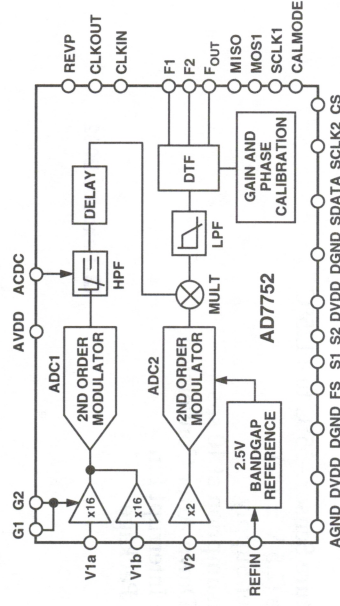 AVDD
ACDC
G1
G2
REVP
CLKOUT
CLKIN
F1
F2
FOUT
MISO
MOS1
SCLK1
CALMODE
ADC1
2ND ORDER
MODULATOR
HPF
DELAY
x16
x16
V1a
V1b
V2
x2
ADC2
2ND ORDER
MODULATOR
MULT
LPF
DTF
GAIN AND
PHASE
CALIBRATION
AD7752
2.5V
BANDGAP
REFERENCE
REFIN
AGND
DVDD
DGND
FS
S1
S2
DVDD
DGND
SDATA
SCLK2
CS